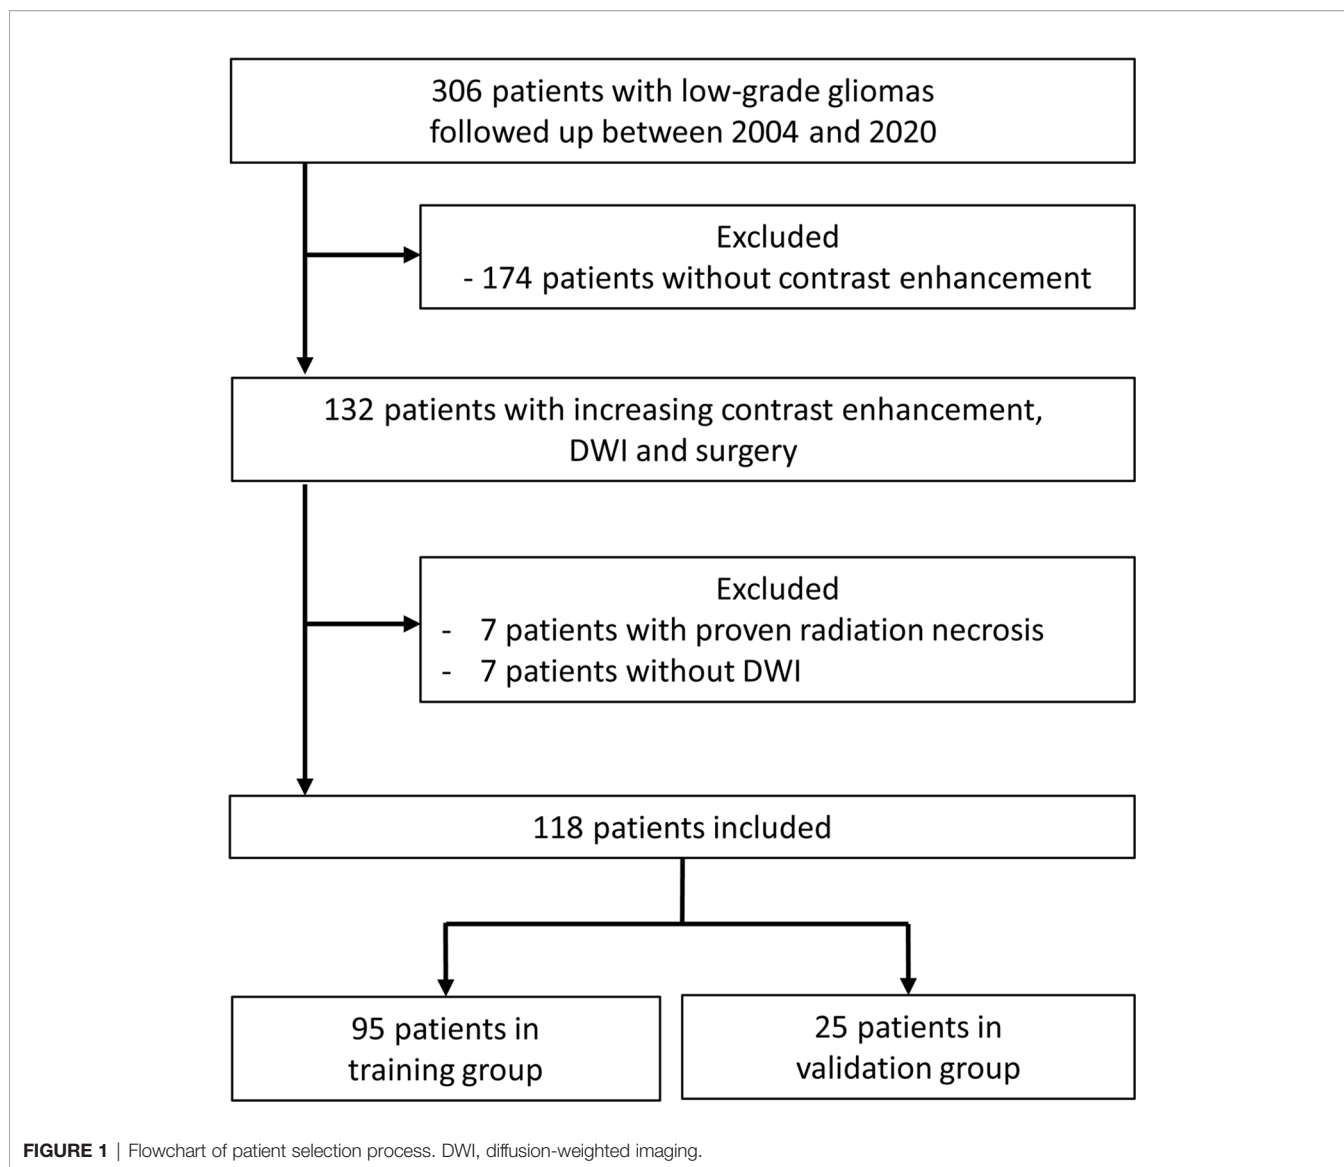 306 patients with low-grade gliomas
followed up between 2004 and 2020
Excluded
- 174 patients without contrast enhancement
132 patients with increasing contrast enhancement,
DWI and surgery
Excluded
- 7 patients with proven radiation necrosis
- 7 patients without DWI
118 patients included
95 patients in
training group
25 patients in
validation group
FIGURE 1 | Flowchart of patient selection process. DWI, diffusion-weighted imaging.